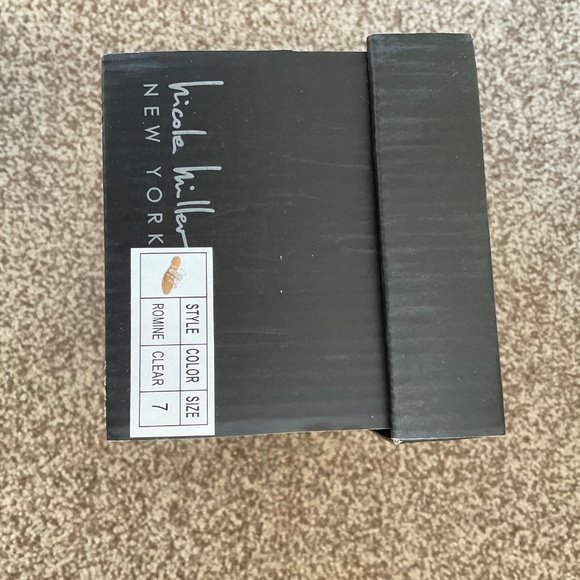 nicole miller
NEW YORK
STYLE COLOR SIZE
ROMINE CLEAR 7